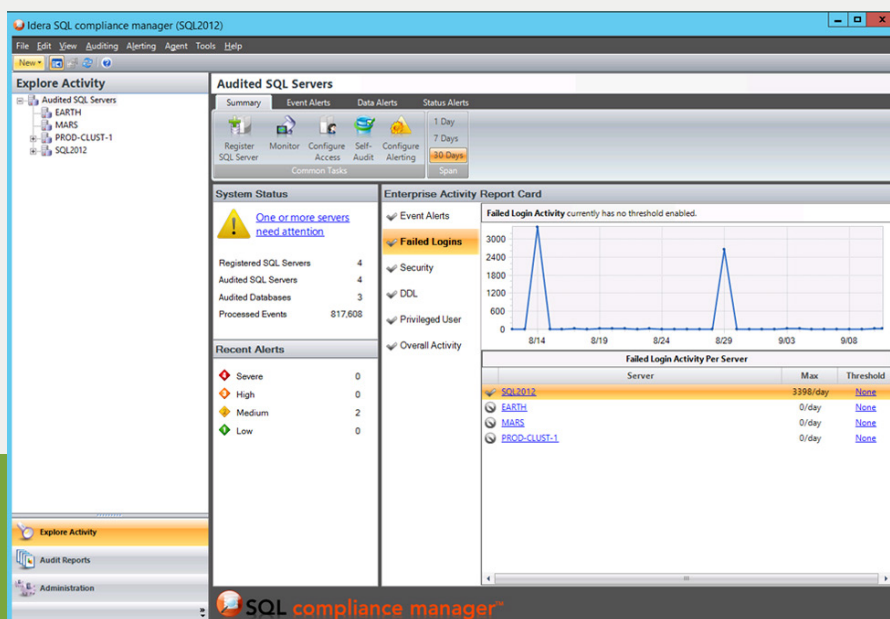 Idera SQL compliance manager (SQL2012)
File Edit View Auditing Alerting Agent Tools Help
New
Explore Activity
Audited SQL Servers
EARTH
MARS
PROD-CLUST-1
SQL2012
Explore Activity
Audit Reports
Administration
Audited SQL Servers
Summary Event Alerts Data Alerts Status Alerts
Register SQL Server
Monitor
Configure Access
Self-Audit
Configure Alerting
Common Tasks
1 Day
7 Days
30 Days
Span
System Status
One or more servers
need attention
Registered SQL Servers 4
Audited SQL Servers 4
Audited Databases 3
Processed Events 817,608
Recent Alerts
Severe 0
High 0
Medium 2
Low 0
Enterprise Activity Report Card
Event Alerts
Failed Logins
Security
DDL
Privileged User
Overall Activity
Failed Login Activity currently has no threshold enabled.
3000
2400
1800
1200
600
0
8/14 8/19 8/24 8/29 9/03 9/08
Failed Login Activity Per Server
Server Max Threshold
SQL2012 3398/day None
EARTH 0/day None
MARS 0/day None
PROD-CLUST-1 0/day None
SQL compliance manager™